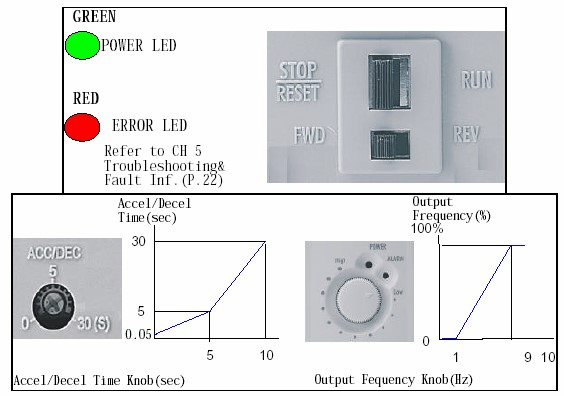 GREEN
POWER LED
RED
ERROR LED
Refer to CH 5
Troubleshooting&
Fault Inf.(P.22)
STOP
RESET
RUN
FWD
REV
Accel/Decel
Time(sec)
30
5
0.05
5
10
ACC/DEC
5
0
30(S)
Accel/Decel Time Knob(sec)
Output
Frequency(%)
100%
0
1
9
10
POWER
ALARM
High
Low
Output Fequency Knob(Hz)